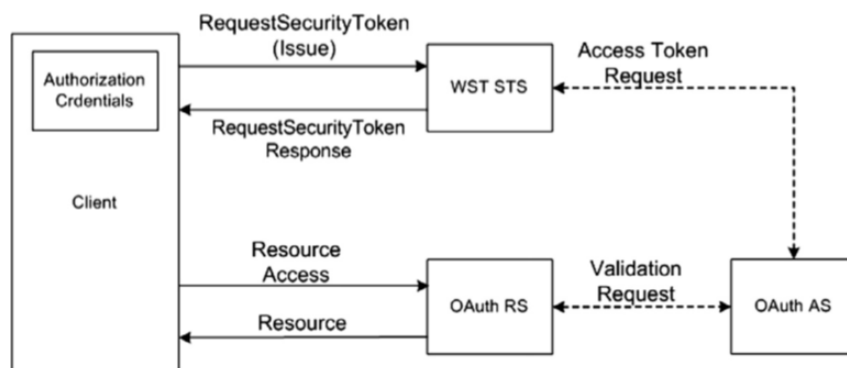 RequestSecurityToken
(Issue)
Authorization
Crdentials
WST STS
Access Token
Request
RequestSecurityToken
Response
Client
Resource
Access
OAuth RS
Validation
Request
OAuth AS
Resource